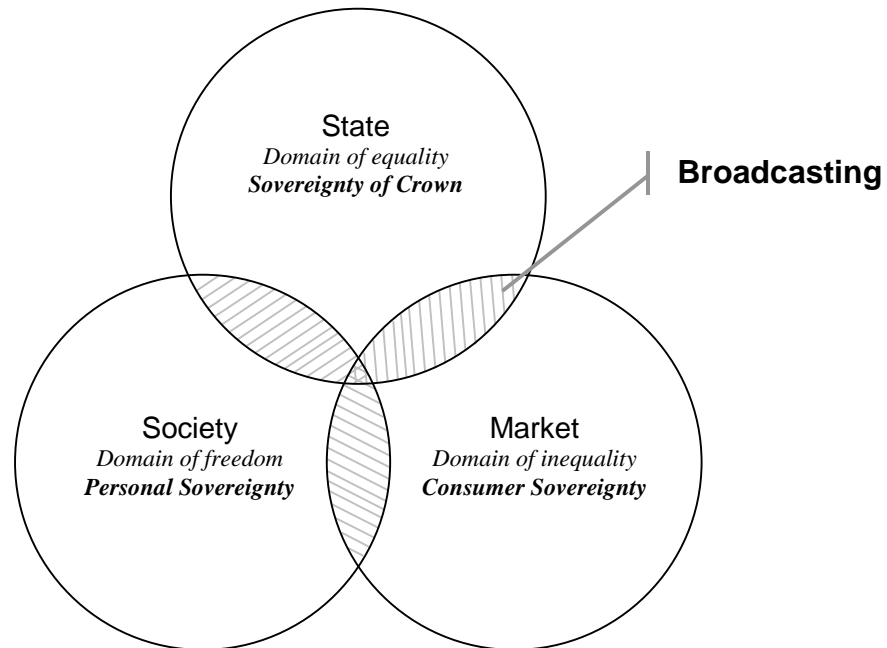 State
Domain of equality
Sovereignty of Crown
Broadcasting
Society
Domain of freedom
Personal Sovereignty
Market
Domain of inequality
Consumer Sovereignty